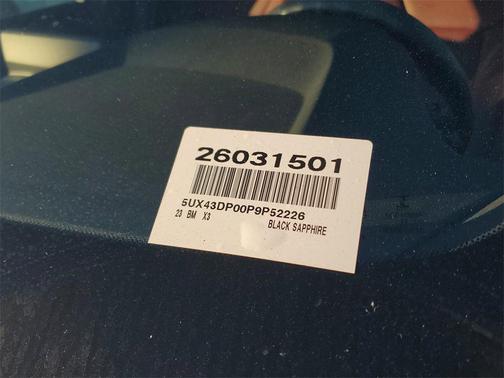 26031501
5UX43DP00P9P52226
23 BM X3
BLACK SAPPHIRE